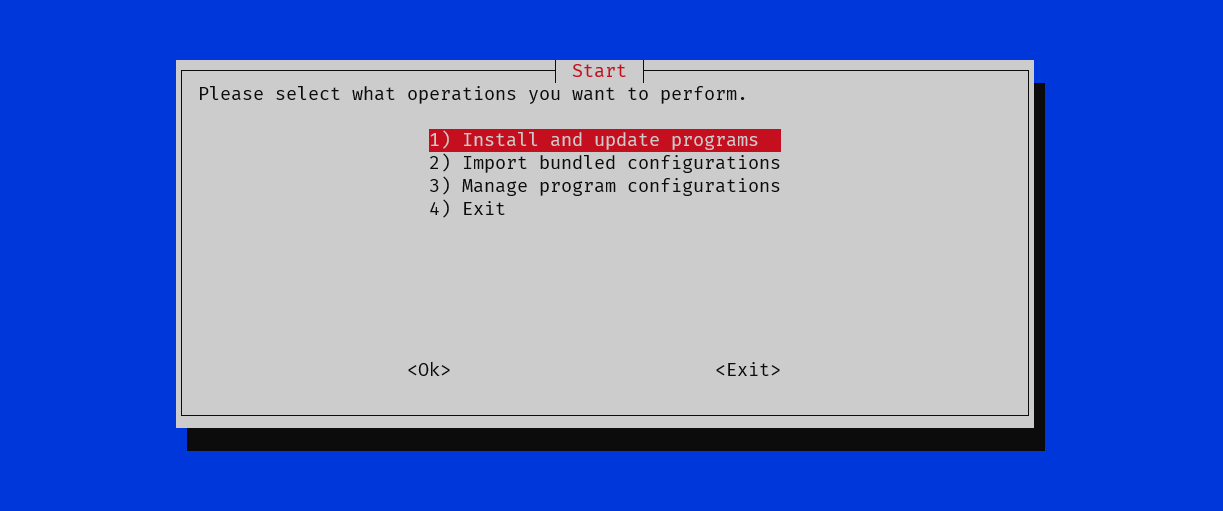 Start
Please select what operations you want to perform.
1) Install and update programs
2) Import bundled configurations
3) Manage program configurations
4) Exit
<Ok> <Exit>